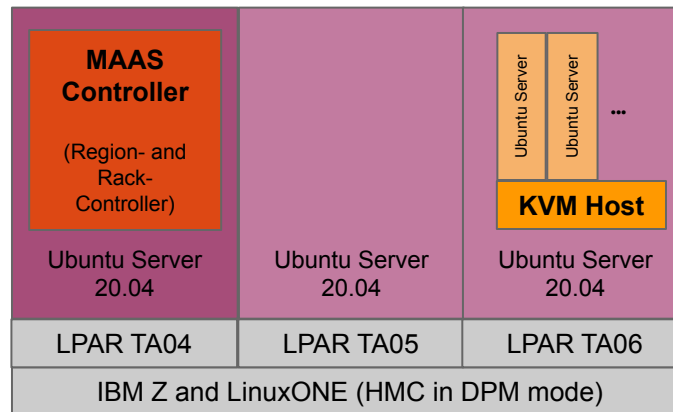 MAAS
Controller
(Region- and
Rack-
Controller)
Ubuntu Server
20.04
LPAR TA04
Ubuntu Server
20.04
LPAR TA05
Ubuntu Server
Ubuntu Server
...
KVM Host
Ubuntu Server
20.04
LPAR TA06
IBM Z and LinuxONE (HMC in DPM mode)